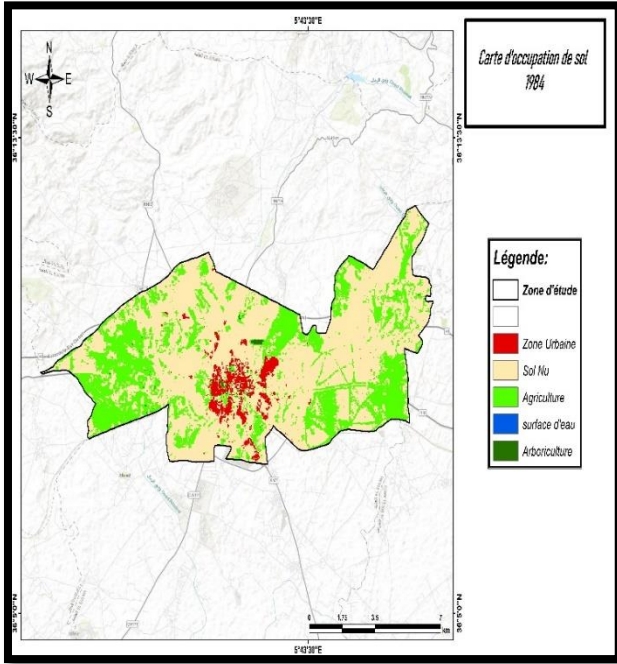 5°43'30"E
Carte d'occupation de sol
1984
N
W E
S
36°13'30"N
36°13'30"N
Légende:
Zone d'étude
Zone Urbaine
Sol Nu
Agriculture
surface d'eau
Arboriculture
36°5'0"N
36°5'0"N
0 1,75 3,5 7
Km
5°43'30"E